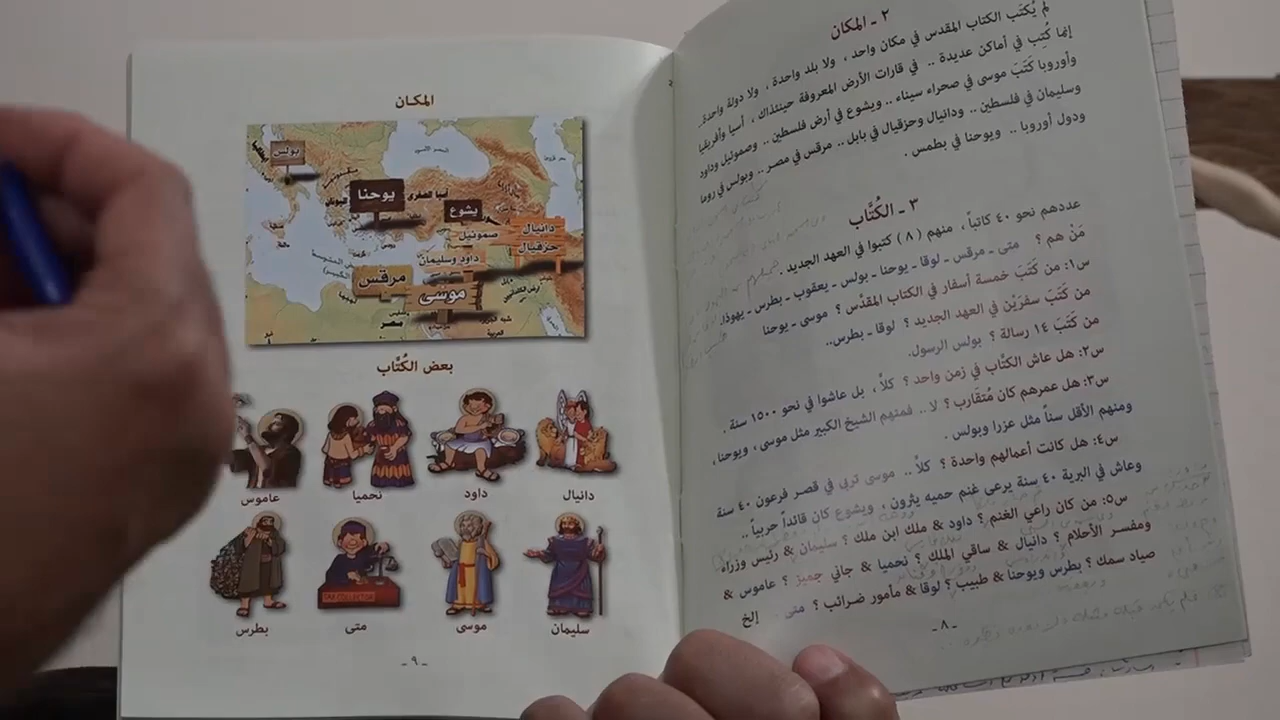 ٢ ـ المكان
لم يُكتَب الكتاب المقدس في مكان واحد ، ولا بلد واحدة ، ولا دولة واحدة.
إنما كُتِب في أماكن عديدة .. في قارات الأرض المعروفة حينئذاك ، أسيا وأفريقيا
وأوروبا كَتَبَ موسى في صحراء سيناء .. ويشوع في أرض فلسطين .. وصموئيل وداود
وسليمان في فلسطين .. ودانيال وحزقيال في بابل .. مرقس في مصر .. وبولس في روما
ودول أوروبا .. ويوحنا في بطمس .
٣ ـ الكُتَّاب
عددهم نحو ٤٠ كاتباً ، منهم (٨) كتبوا في العهد الجديد .
مَنْ هم ؟ متى ـ مرقس ـ لوقا ـ يوحنا ـ بولس ـ يعقوب ـ بطرس ـ يهوذا.
س١: من كَتَبَ خمسة أسفار في الكتاب المقدَّس ؟ موسى ـ يوحنا
من كَتَبَ سفرَيْن في العهد الجديد ؟ لوقا ـ بطرس..
من كَتَبَ ١٤ رسالة ؟ بولس الرسول.
س٢: هل عاش الكتَّاب في زمن واحد ؟ كلاَّ ، بل عاشوا في نحو ١٥٠٠ سنة .
س٣: هل عمرهم كان مُتقارب ؟ لا .. فمنهم الشيخ الكبير مثل موسى ، ويوحنا ،
ومنهم الأقل سناً مثل عزرا وبولس .
س٤: هل كانت أعمالهم واحدة ؟ كلاَّ .. موسى تربى في قصر فرعون ٤٠ سنة
وعاش في البرية ٤٠ سنة يرعى غنم حميه يثرون ، ويشوع كان قائداً حربياً ..
س٥: من كان راعي الغنم ؟ داود & ملك ابن ملك ؟ سليمان & رئيس وزراء
ومفسر الأحلام ؟ دانيال & ساقي الملك ؟ نحميا & جاني جميز ؟ عاموس &
صياد سمك ؟ بطرس ويوحنا & طبيب ؟ لوقا & مأمور ضرائب ؟ متى إلخ
ـ ٨ ـ
المكان
بولس
البحر الأسود
يوحنا
آسيا الصغرى
يشوع
صموئيل
دانيال
حزقيال
داود وسليمان
مرقس
موسى
مصر
بعض الكُتَّاب
دانيال
داود
نحميا
عاموس
سليمان
موسى
متى
بطرس
ـ ٩ ـ